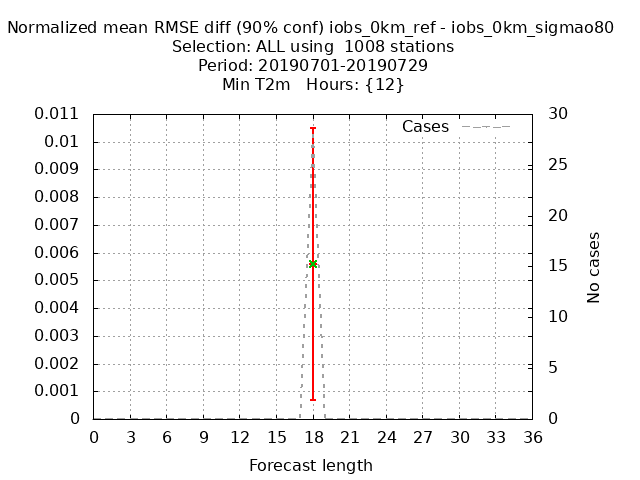 Normalized mean RMSE diff (90% conf) iobs_0km_ref - iobs_0km_sigmao80
Selection: ALL using  1008 stations
Period: 20190701-20190729
Min T2m   Hours: {12}
Cases
0.011
0.01
0.009
0.008
0.007
0.006
0.005
0.004
0.003
0.002
0.001
0
30
25
20
15
10
5
0
No cases
0 3 6 9 12 15 18 21 24 27 30 33 36
Forecast length